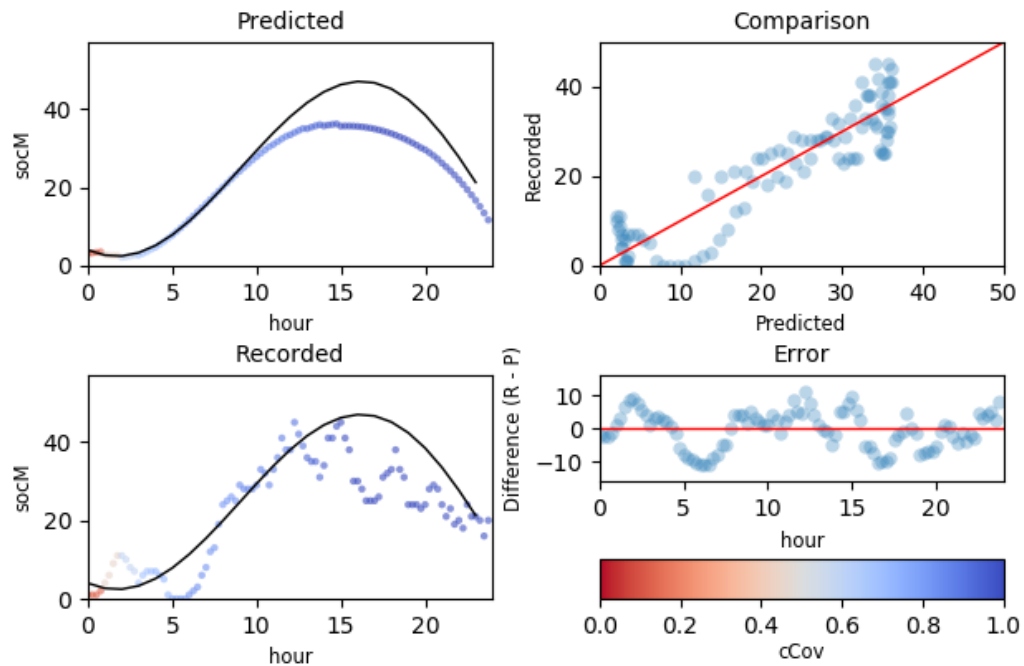 Predicted
socM
40
20
0
0 5 10 15 20
hour
Comparison
Recorded
40
20
0
0 10 20 30 40 50
Predicted
Recorded
socM
40
20
0
0 5 10 15 20
hour
Error
Difference (R - P)
10
0
−10
0 5 10 15 20
hour
0.0 0.2 0.4 0.6 0.8 1.0
cCov